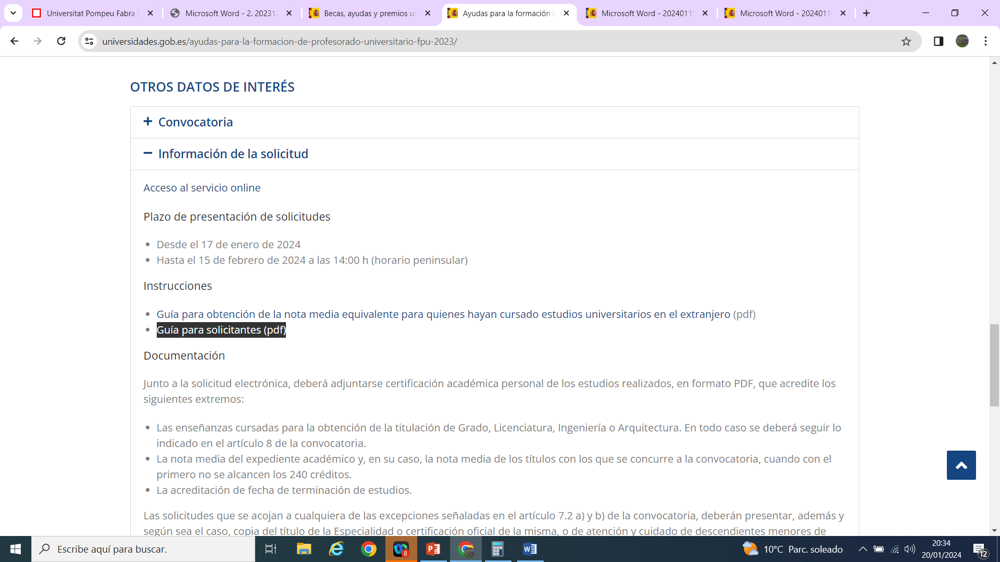 Universitat Pompeu Fabra (
Microsoft Word - 2. 202312
Becas, ayudas y premios un
Ayudas para la formación d
Microsoft Word - 20240110
Microsoft Word - 20240110
universidades.gob.es/ayudas-para-la-formacion-de-profesorado-universitario-fpu-2023/
OTROS DATOS DE INTERÉS
+ Convocatoria
− Información de la solicitud
Acceso al servicio online
Plazo de presentación de solicitudes
• Desde el 17 de enero de 2024
• Hasta el 15 de febrero de 2024 a las 14:00 h (horario peninsular)
Instrucciones
• Guía para obtención de la nota media equivalente para quienes hayan cursado estudios universitarios en el extranjero (pdf)
• Guía para solicitantes (pdf)
Documentación
Junto a la solicitud electrónica, deberá adjuntarse certificación académica personal de los estudios realizados, en formato PDF, que acredite los
siguientes extremos:
• Las enseñanzas cursadas para la obtención de la titulación de Grado, Licenciatura, Ingeniería o Arquitectura. En todo caso se deberá seguir lo
indicado en el artículo 8 de la convocatoria.
• La nota media del expediente académico y, en su caso, la nota media de los títulos con los que se concurre a la convocatoria, cuando con el
primero no se alcancen los 240 créditos.
• La acreditación de fecha de terminación de estudios.
Las solicitudes que se acojan a cualquiera de las excepciones señaladas en el artículo 7.2 a) y b) de la convocatoria, deberán presentar, además y
según sea el caso, copia del título de la Especialidad o certificación oficial de la misma, o de atención y cuidado de descendientes menores de
Escribe aquí para buscar.
8
10°C Parc. soleado
20:34
20/01/2024
12